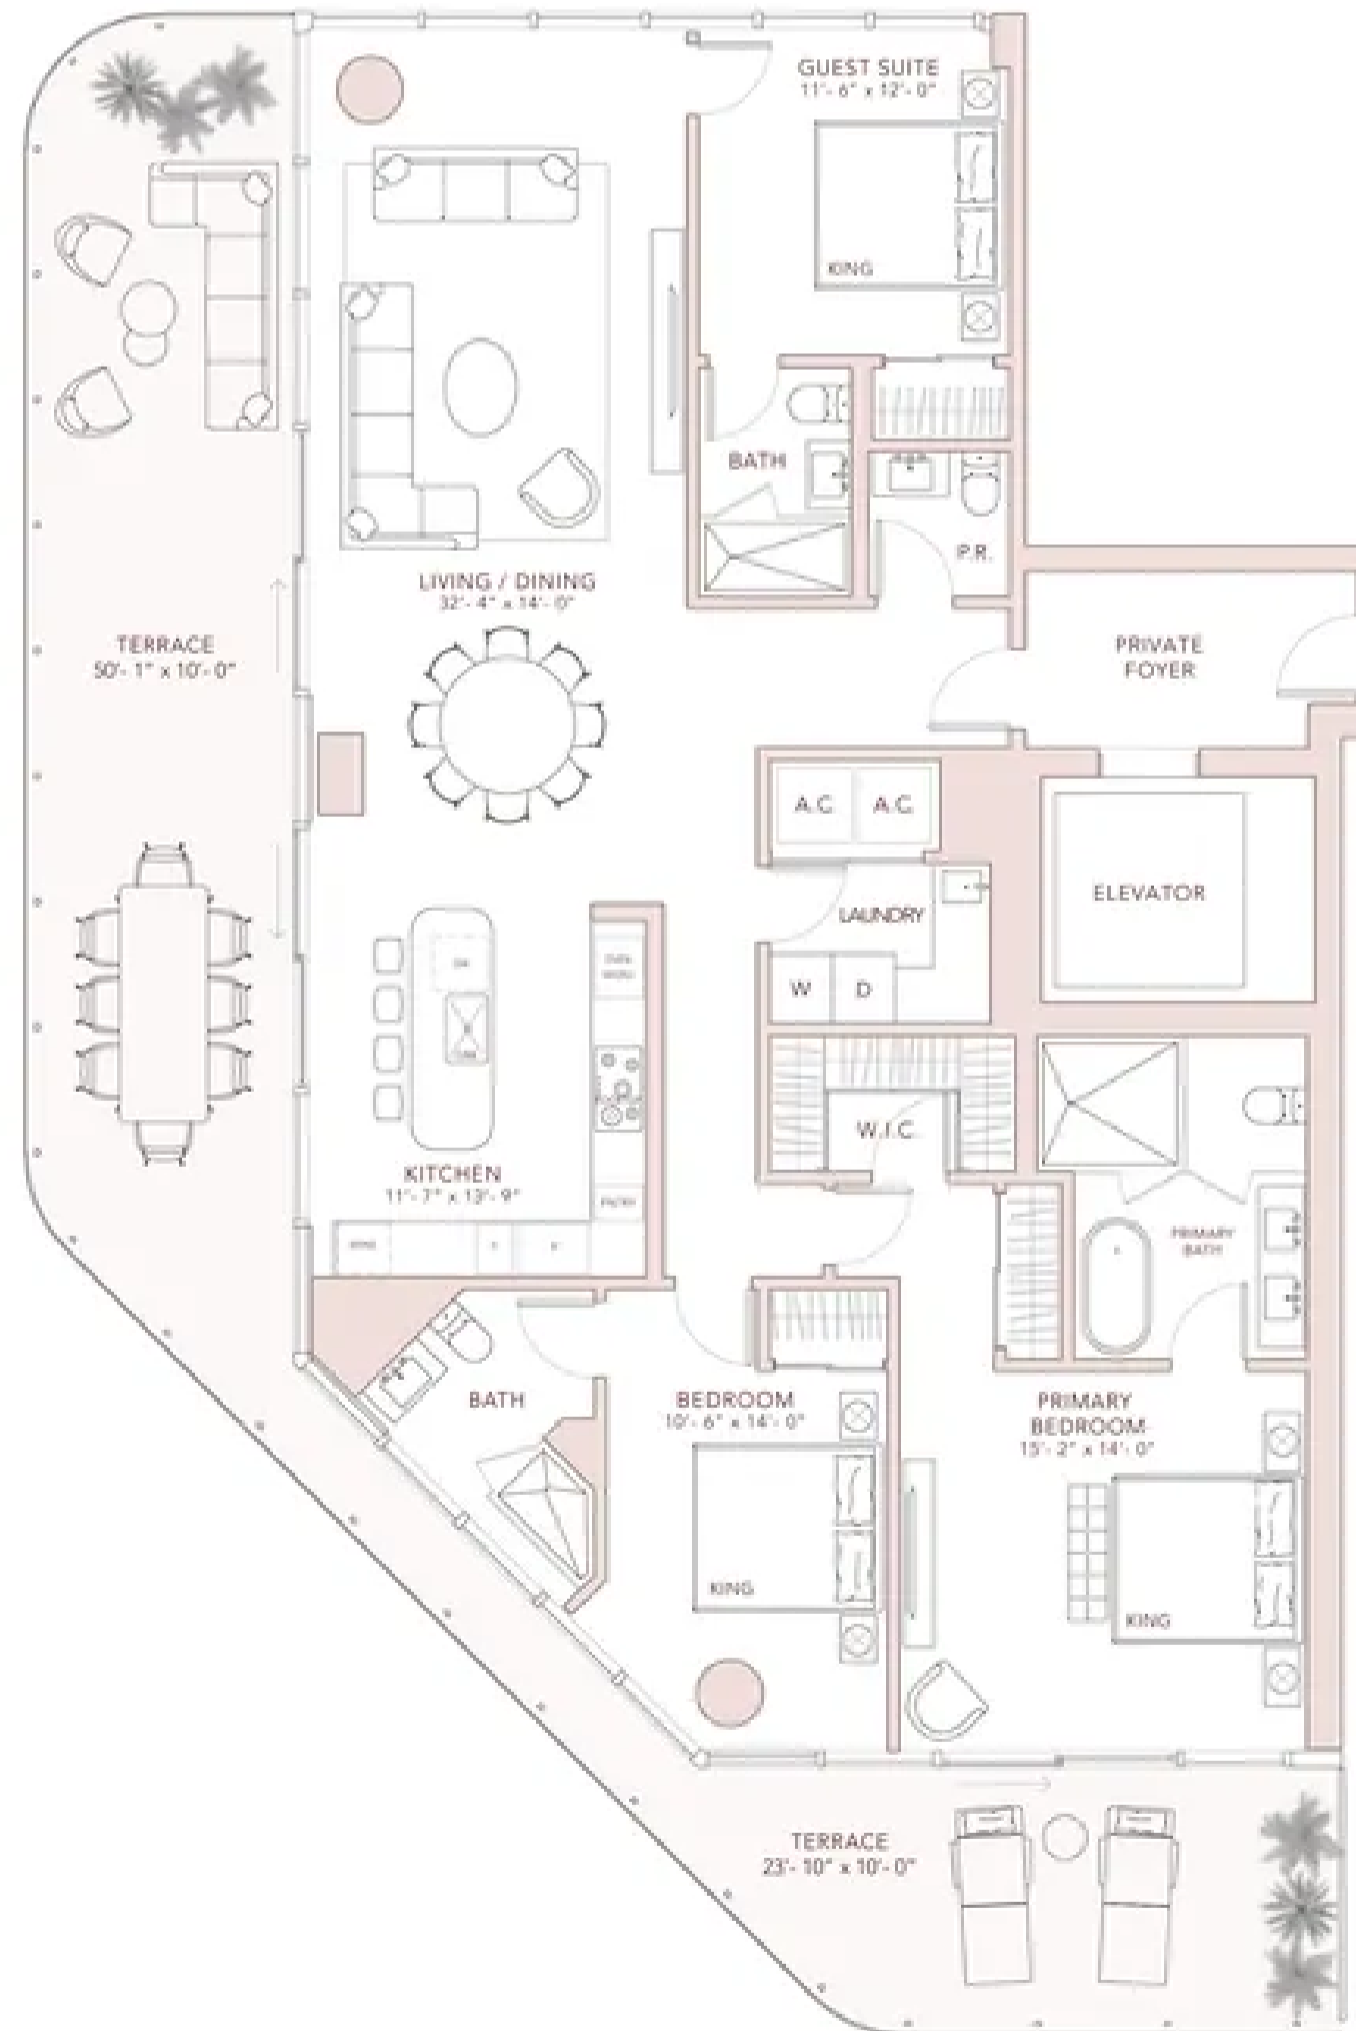 GUEST SUITE
11'- 6" x 12'- 0"
KING
BATH
P.R.
LIVING / DINING
32'- 4" x 14'- 0"
TERRACE
50'- 1" x 10'- 0"
PRIVATE
FOYER
A.C.
A.C.
ELEVATOR
LAUNDRY
W
D
W.I.C.
KITCHEN
11'- 7" x 13'- 9"
PRIMARY
BATH
BATH
BEDROOM
10'- 6" x 14'- 0"
PRIMARY
BEDROOM
15'- 2" x 14'- 0"
KING
KING
TERRACE
23'- 10" x 10'- 0"